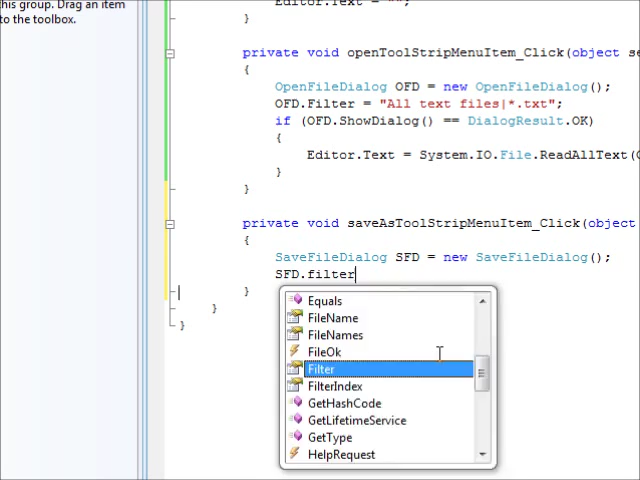 this group. Drag an item
to the toolbox.
Editor.Text = "";
}
private void openToolStripMenuItem_Click(object se
{
OpenFileDialog OFD = new OpenFileDialog();
OFD.Filter = "All text files|*.txt";
if (OFD.ShowDialog() == DialogResult.OK)
{
Editor.Text = System.IO.File.ReadAllText(
}
}
private void saveAsToolStripMenuItem_Click(object
{
SaveFileDialog SFD = new SaveFileDialog();
SFD.filter
}
}
}
Equals
FileName
FileNames
FileOk
Filter
FilterIndex
GetHashCode
GetLifetimeService
GetType
HelpRequest